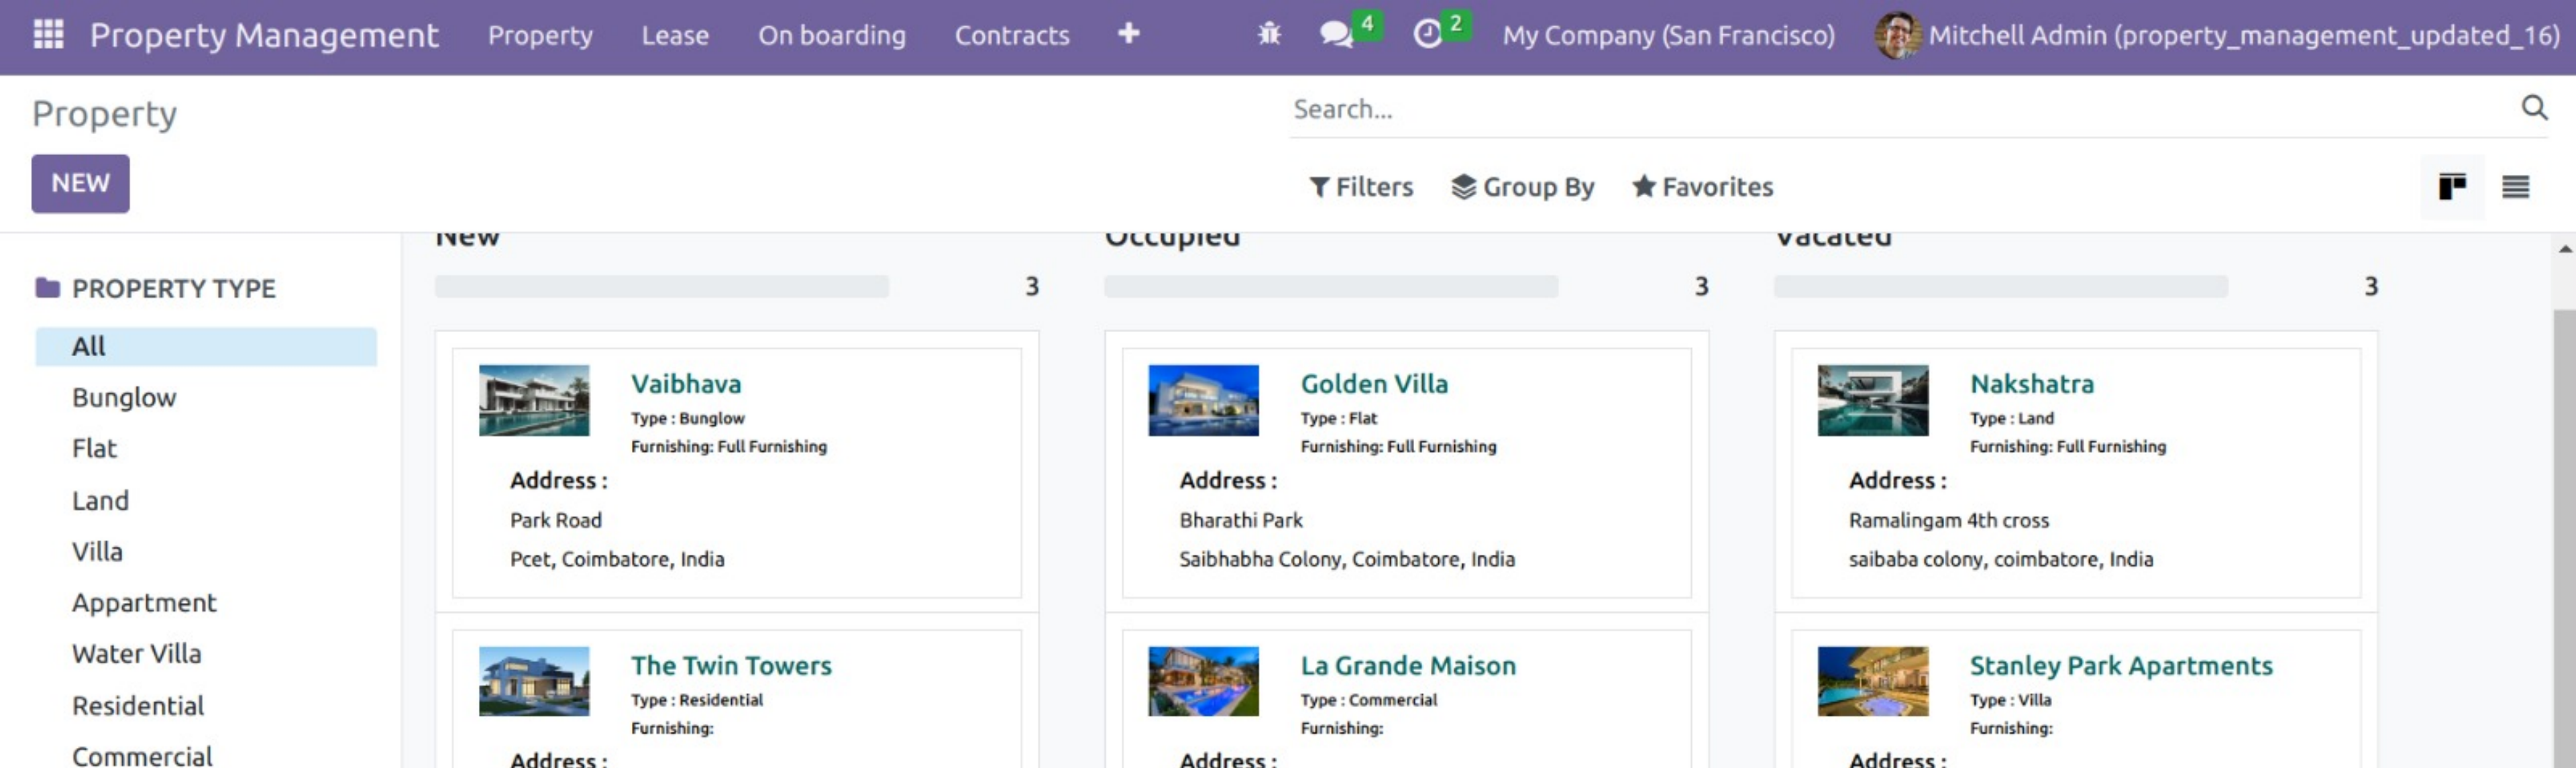 Property Management Property Lease On boarding Contracts + 4 2 My Company (San Francisco) Mitchell Admin (property_management_updated_16)
Property
Search...
NEW
Filters Group By Favorites
PROPERTY TYPE
All
Bunglow
Flat
Land
Villa
Appartment
Water Villa
Residential
Commercial
New
3
Vaibhava
Type : Bunglow
Furnishing: Full Furnishing
Address :
Park Road
Pcet, Coimbatore, India
The Twin Towers
Type : Residential
Furnishing:
Address :
Occupied
3
Golden Villa
Type : Flat
Furnishing: Full Furnishing
Address :
Bharathi Park
Saibhabha Colony, Coimbatore, India
La Grande Maison
Type : Commercial
Furnishing:
Address :
Vacated
3
Nakshatra
Type : Land
Furnishing: Full Furnishing
Address :
Ramalingam 4th cross
saibaba colony, coimbatore, India
Stanley Park Apartments
Type : Villa
Furnishing:
Address :